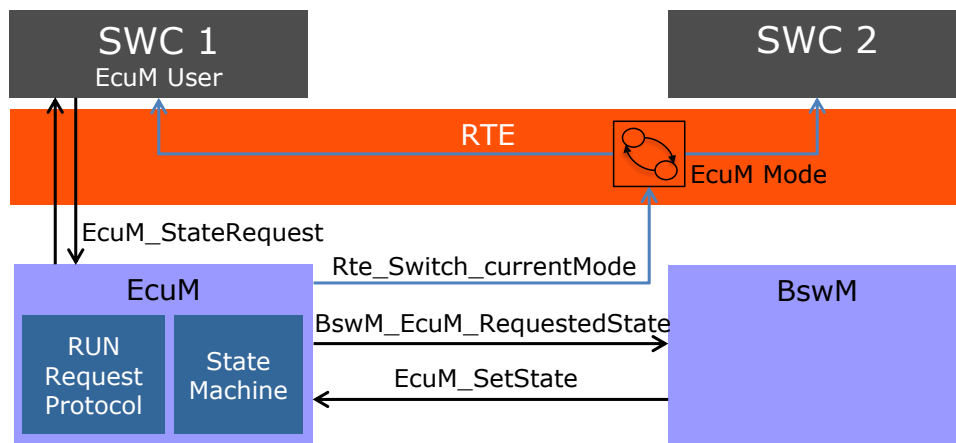 SWC 1
EcuM User
SWC 2
RTE
EcuM Mode
EcuM_StateRequest
Rte_Switch_currentMode
EcuM
BswM
BswM_EcuM_RequestedState
RUN
Request
Protocol
State
Machine
EcuM_SetState